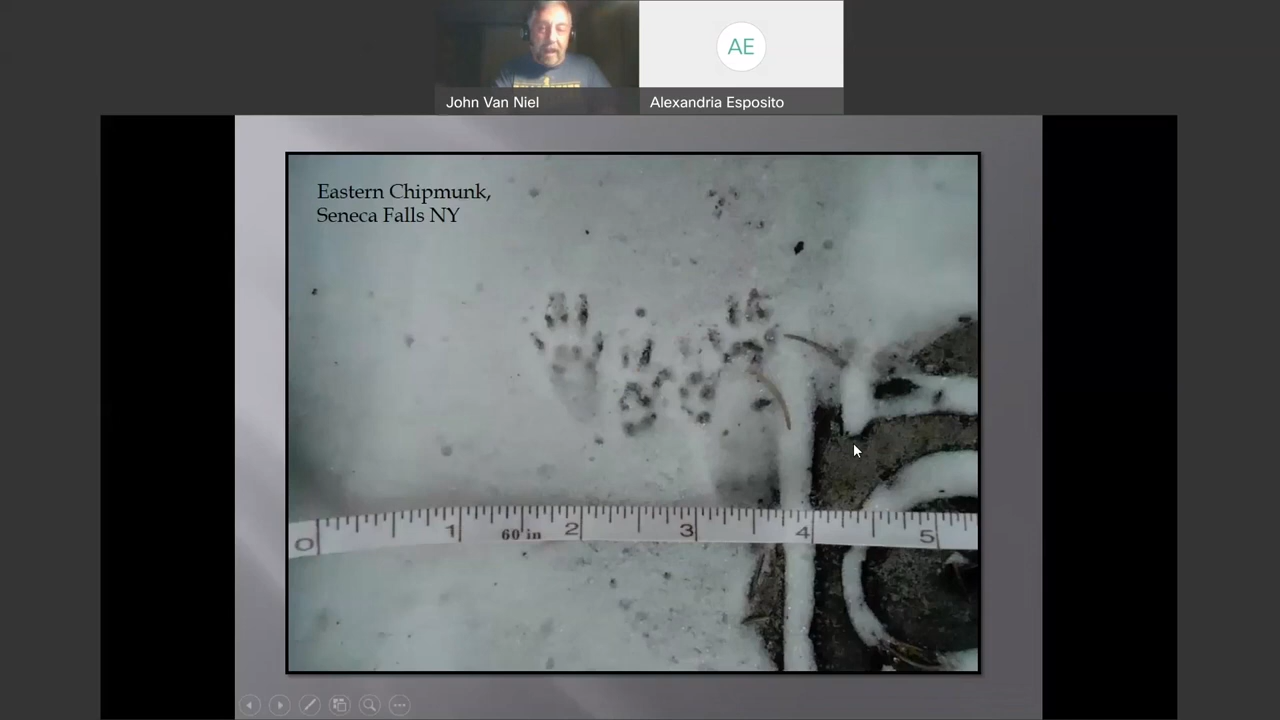 AE
John Van Niel
Alexandria Esposito
Eastern Chipmunk,
Seneca Falls NY
0 1 60 in 2 3 4 5